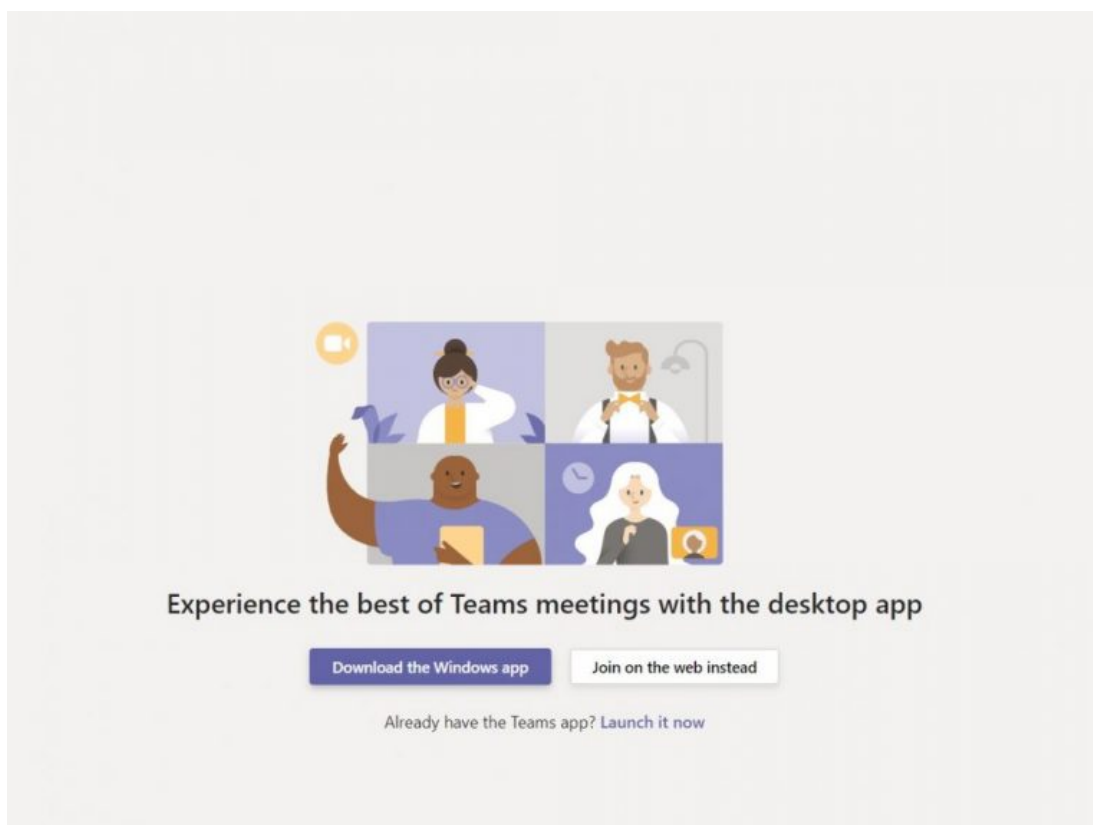 Experience the best of Teams meetings with the desktop app
Download the Windows app
Join on the web instead
Already have the Teams app? Launch it now